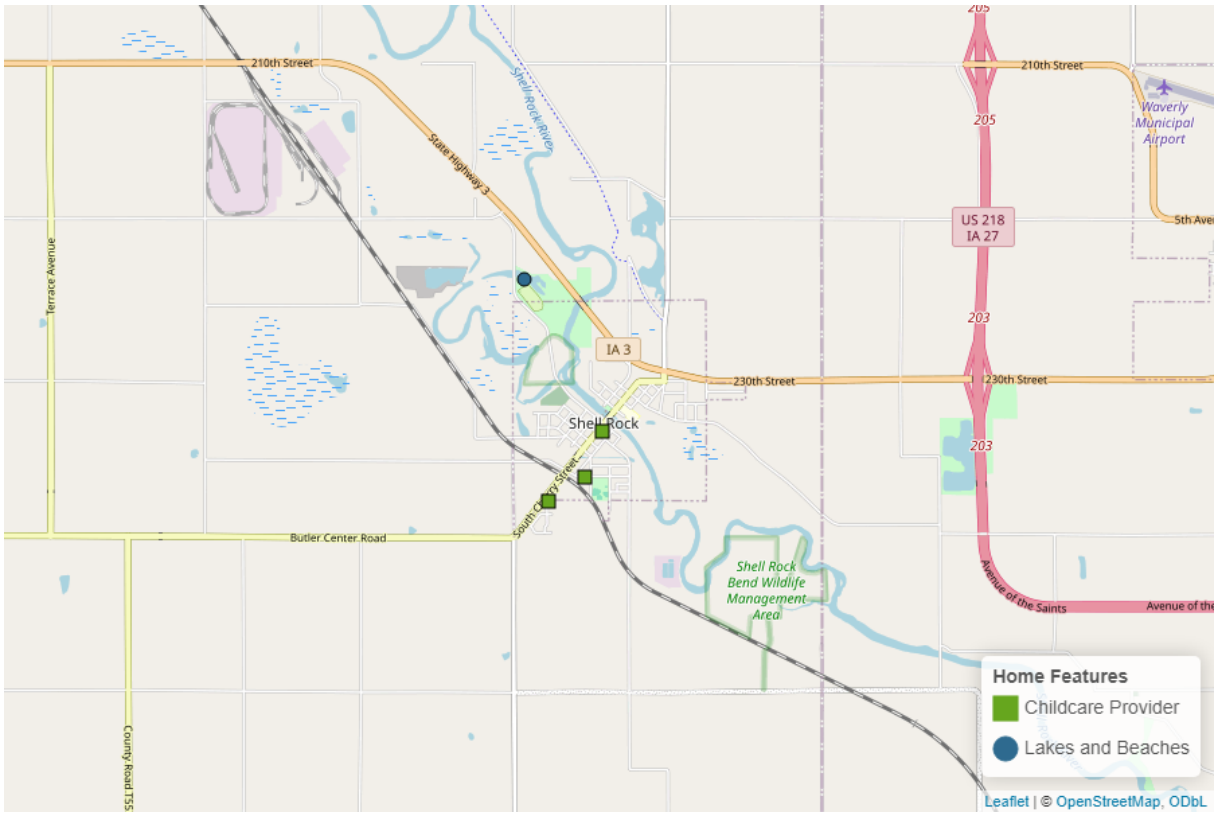 205
210th Street
210th Street
Shell Rock River
Waverly
Municipal
Airport
205
State Highway 3
US 218
IA 27
5th Ave
Terrace Avenue
203
IA 3
230th Street
230th Street
Shell Rock
203
South Cherry Street
Butler Center Road
Shell Rock
Bend Wildlife
Management
Area
Avenue of the Saints
Avenue of the
County Road T55
Home Features
Childcare Provider
Lakes and Beaches
Leaflet | © OpenStreetMap, ODbL